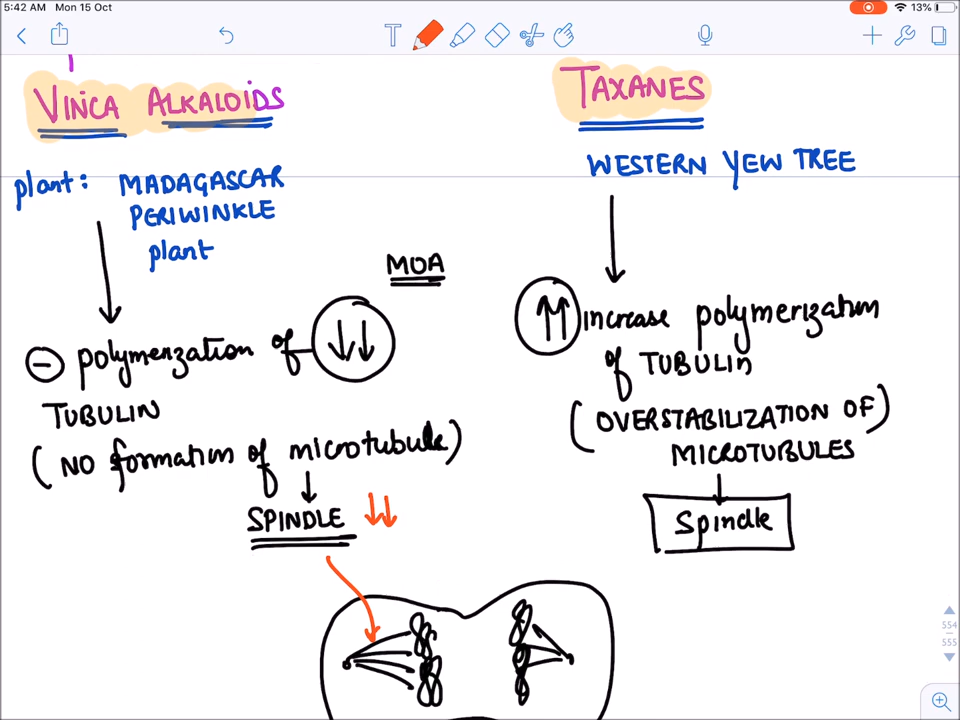 5:42 AM Mon 15 Oct
13%
T
VINCA ALKALOIDS
plant: MADAGASCAR
PERIWINKLE
plant
MOA
⊖ polymerization of ↓↓
TUBULIN
(NO formation of microtubule)
↓
SPINDLE ↓↓
TAXANES
WESTERN YEW TREE
↑↑ increase polymerization
of TUBULIN
(OVERSTABILIZATION OF)
MICROTUBULES
Spindle
554
555